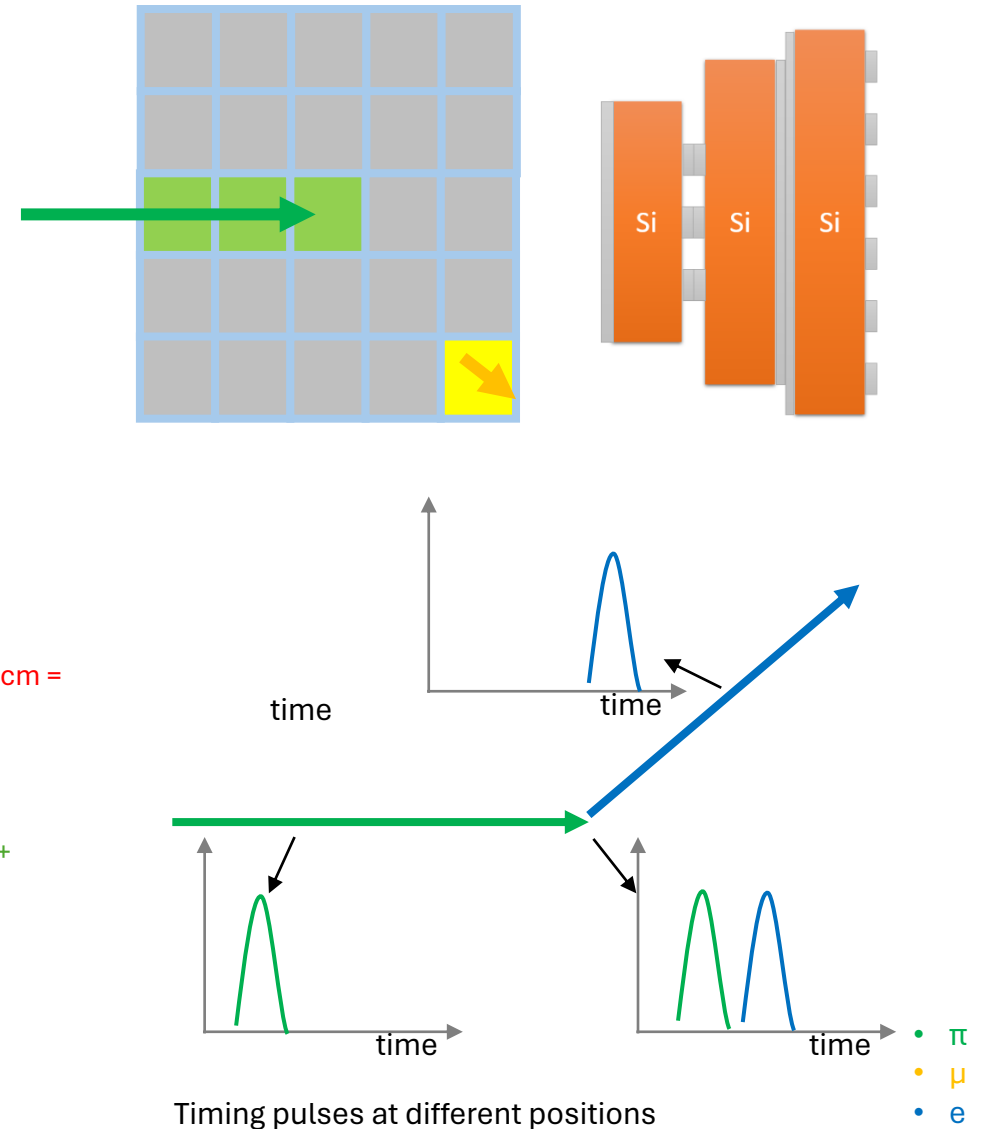 Si
Si
Si
cm =
time
time
+
time
time
• π
• μ
• e
Timing pulses at different positions